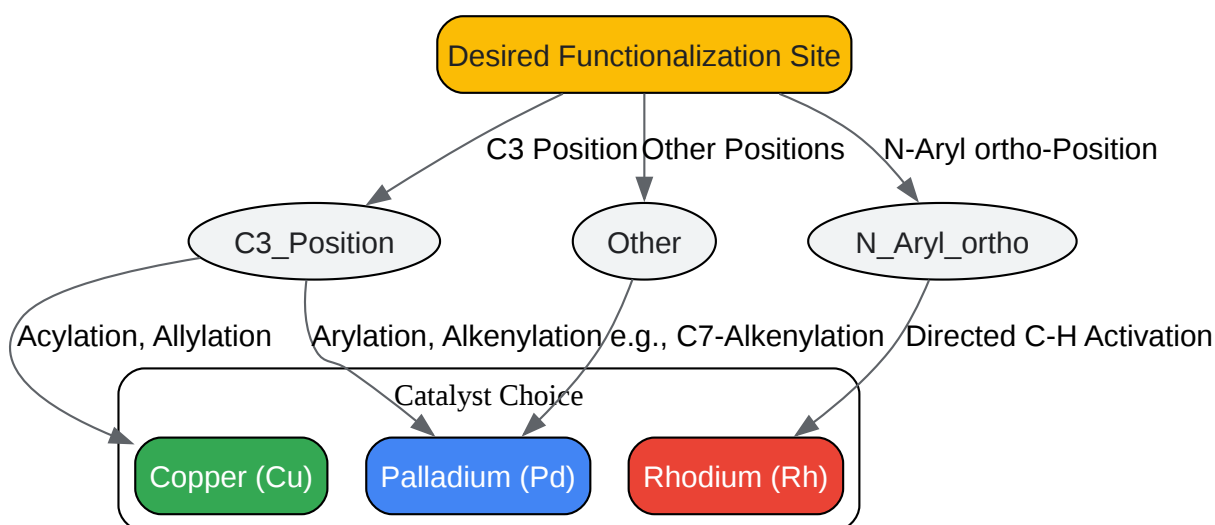 Desired Functionalization Site
C3 Position
Other Positions
N-Aryl ortho-Position
C3_Position
Other
N_Aryl_ortho
Acylation, Allylation
Arylation, Alkenylation
e.g., C7-Alkenylation
Directed C-H Activation
Catalyst Choice
Copper (Cu)
Palladium (Pd)
Rhodium (Rh)